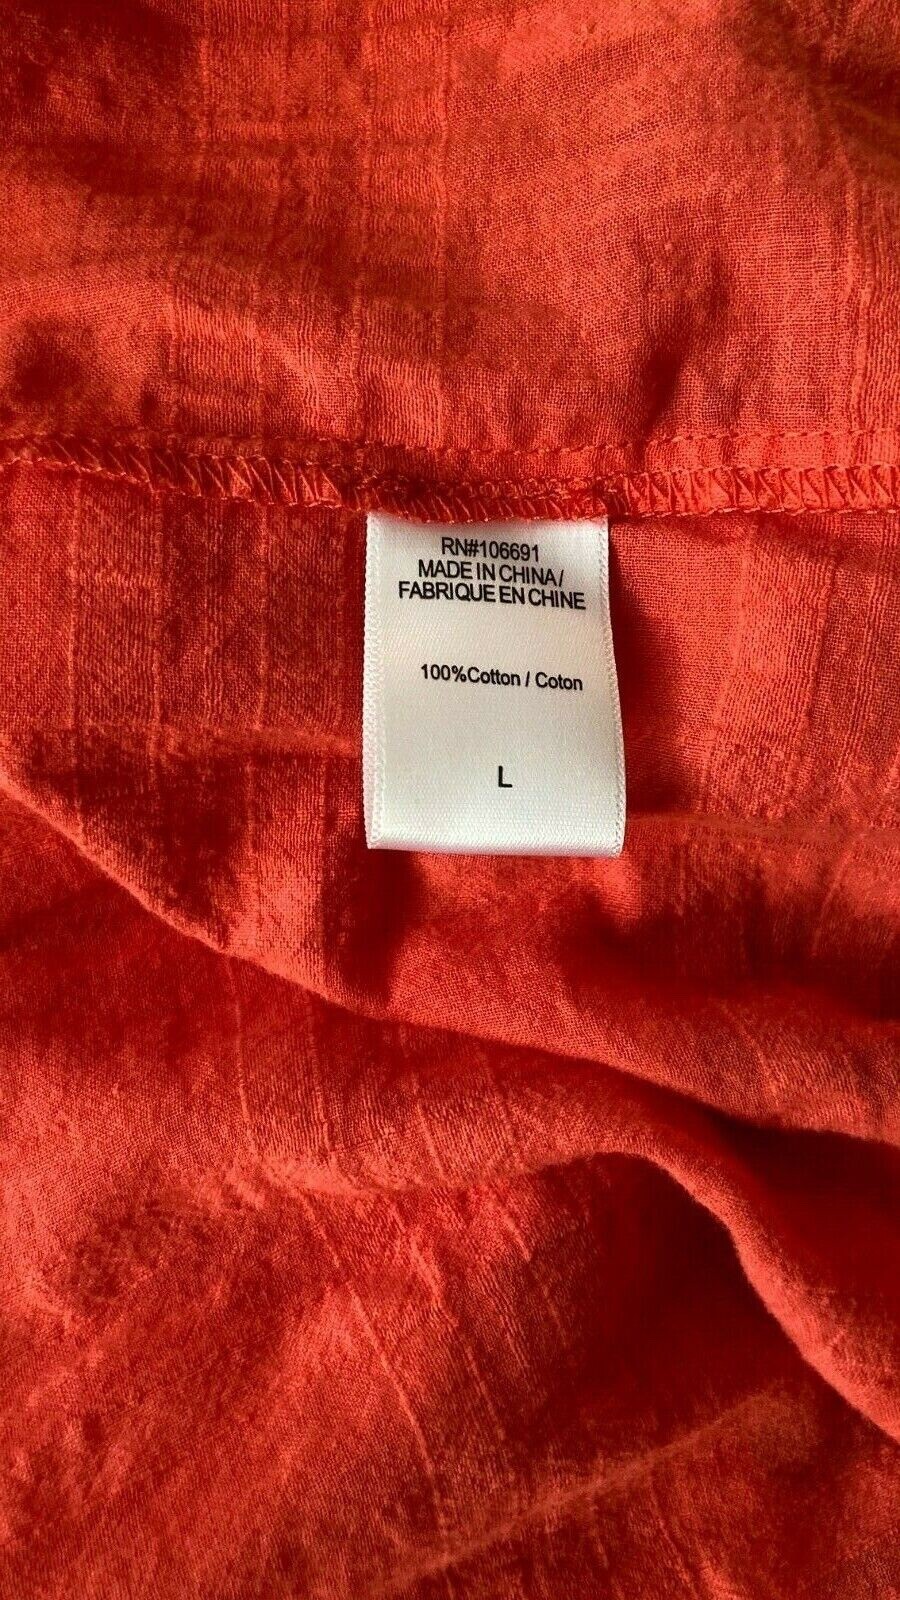 RN#106691
MADE IN CHINA/
FABRIQUE EN CHINE
100%Cotton / Coton
L